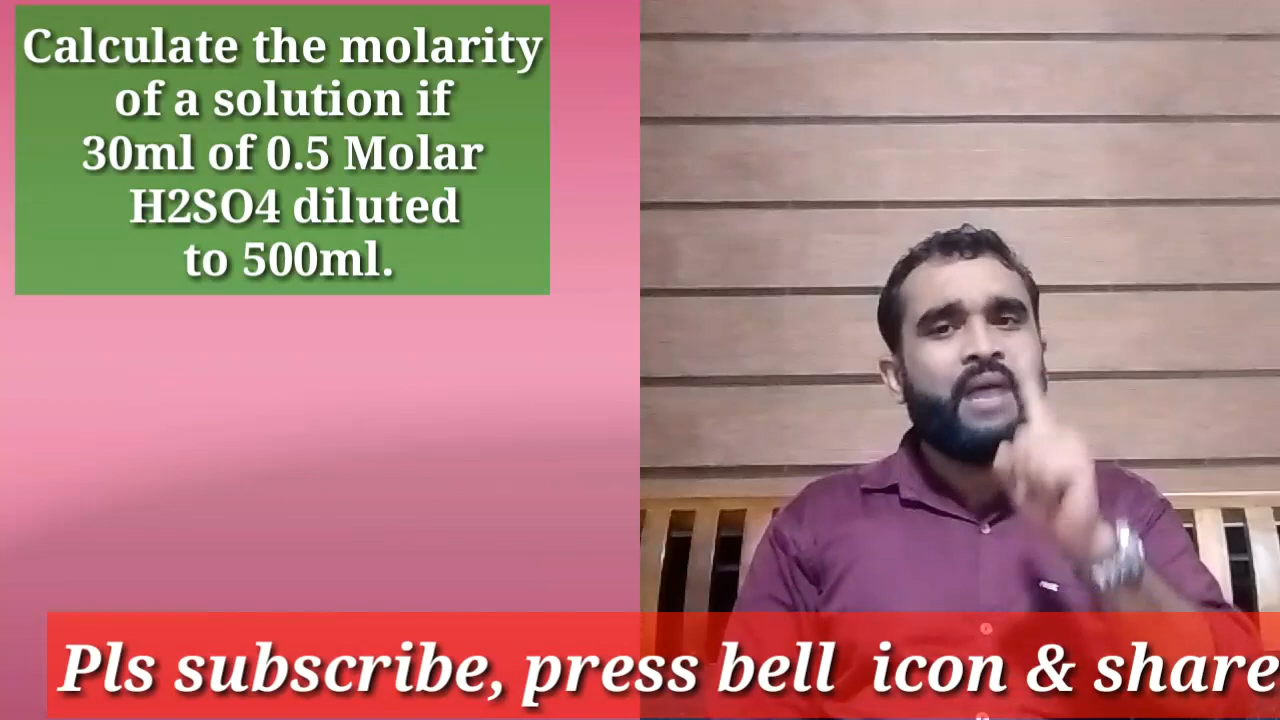 Calculate the molarity
of a solution if
30ml of 0.5 Molar
H2SO4 diluted
to 500ml.
Pls subscribe, press bell icon & share